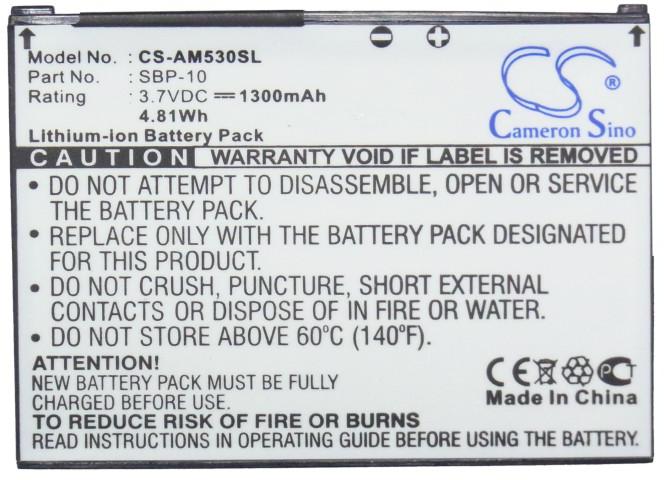 Model No.: CS-AM530SL
Part No. : SBP-10
Rating : 3.7VDC 1300mAh
4.81Wh
Lithium-ion Battery Pack
CS ®
Cameron Sino
CAUTION WARRANTY VOID IF LABEL IS REMOVED
• DO NOT ATTEMPT TO DISASSEMBLE, OPEN OR SERVICE
THE BATTERY PACK.
• REPLACE ONLY WITH THE BATTERY PACK DESIGNATED
FOR THIS APPLICATION.
• DO NOT CRUSH, PUNCTURE, SHORT EXTERNAL
CONTACTS OR DISPOSE OF IN FIRE OR WATER.
• DO NOT STORE ABOVE 60°C (140°F).
ATTENTION!
NEW BATTERY PACK MUST BE FULLY
CHARGED BEFORE USE.
CE PC
Made in China
TO REDUCE RISK OF FIRE OR BURNS
READ INSTRUCTIONS IN OPERATING GUIDE BEFORE USING BATTERY.